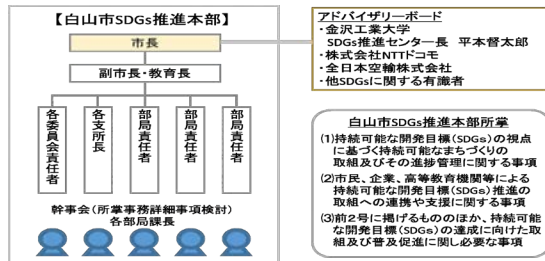 【白山市SDGs推進本部】
市長
副市長・教育長
各委員会責任者
各支所長
部局責任者
部局責任者
部局責任者
幹事会(所掌事務詳細事項検討)
各部局課長
アドバイザリーボード
・金沢工業大学
SDGs推進センター長 平本督太郎
・株式会社NTTドコモ
・全日本空輸株式会社
・他SDGsに関する有識者
白山市SDGs推進本部所掌
(1)持続可能な開発目標(SDGs)の視点
に基づく持続可能なまちづくりの
取組及びその進捗管理に関する事項
(2)市民、企業、高等教育機関等による
持続可能な開発目標(SDGs)推進の
取組への連携や支援に関する事項
(3)前2号に掲げるもののほか、持続可能
な開発目標(SDGs)の達成に向けた取
組及び普及促進に関し必要な事項